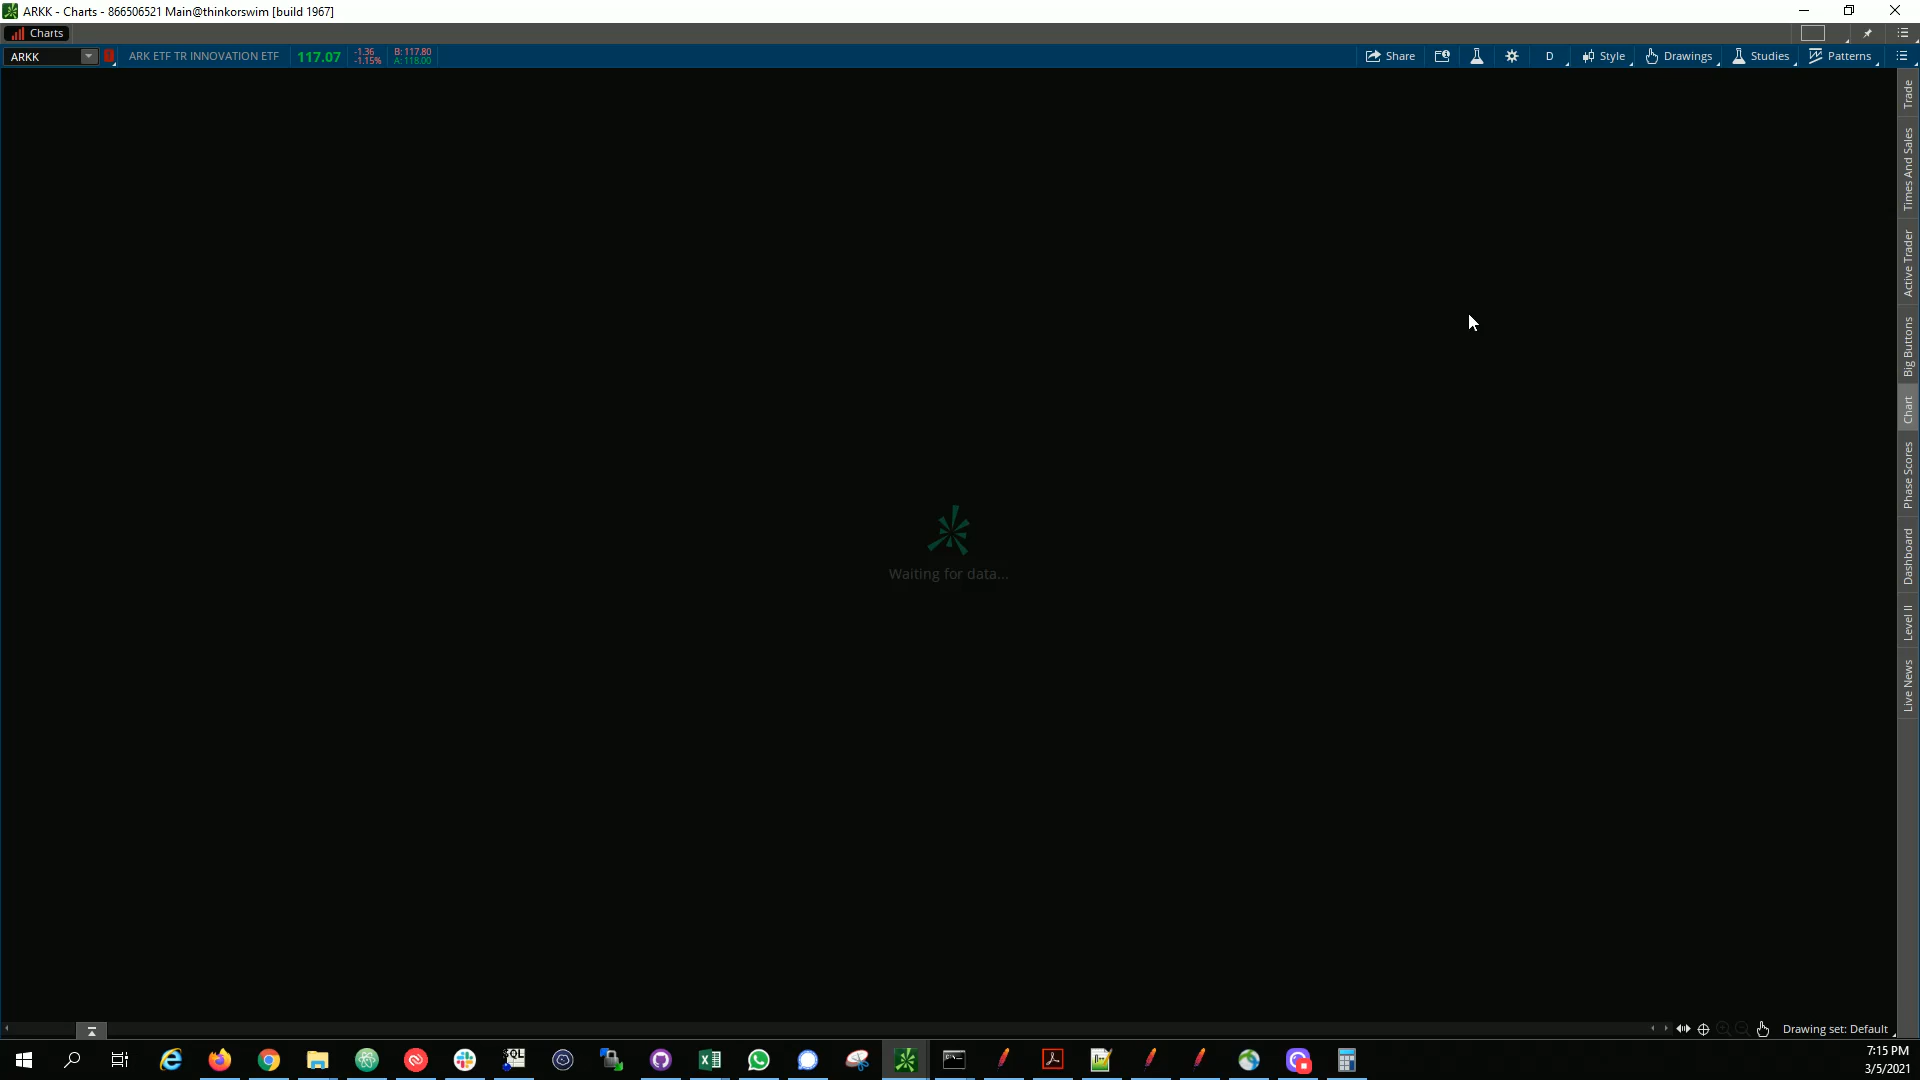 ARKK - Charts - 866506521 Main@thinkorswim [build 1967]
Charts
ARKK
ARK ETF TR INNOVATION ETF
117.07
-1.36
-1.15%
B: 117.80
A: 118.00
Share
D
Style
Drawings
Studies
Patterns
Trade
Times And Sales
Active Trader
Big Buttons
Chart
Phase Scores
Dashboard
Level II
Live News
Waiting for data...
Drawing set: Default
7:15 PM
3/5/2021